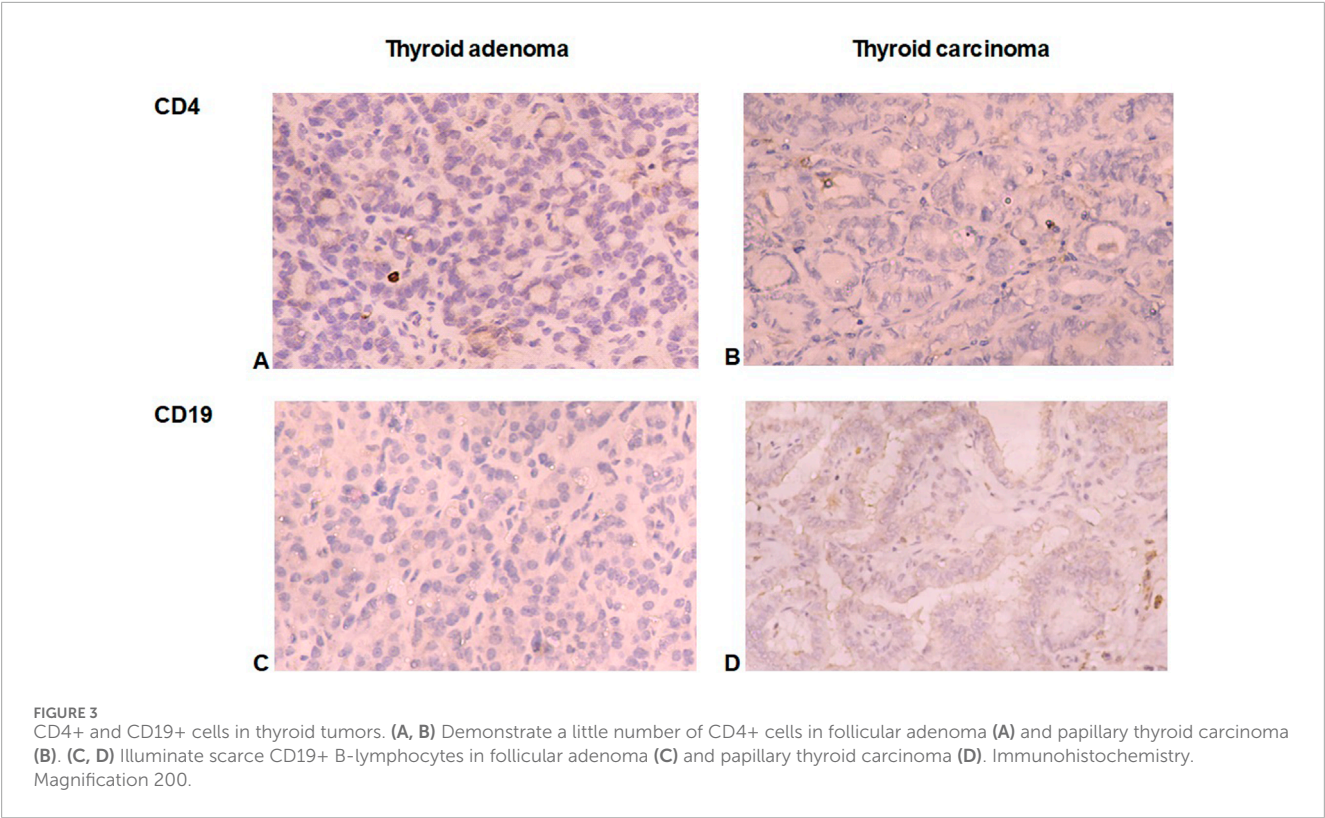 Thyroid adenoma Thyroid carcinoma
CD4
A B
CD19
C D
FIGURE 3
CD4+ and CD19+ cells in thyroid tumors. (A, B) Demonstrate a little number of CD4+ cells in follicular adenoma (A) and papillary thyroid carcinoma
(B). (C, D) Illuminate scarce CD19+ B-lymphocytes in follicular adenoma (C) and papillary thyroid carcinoma (D). Immunohistochemistry.
Magnification 200.